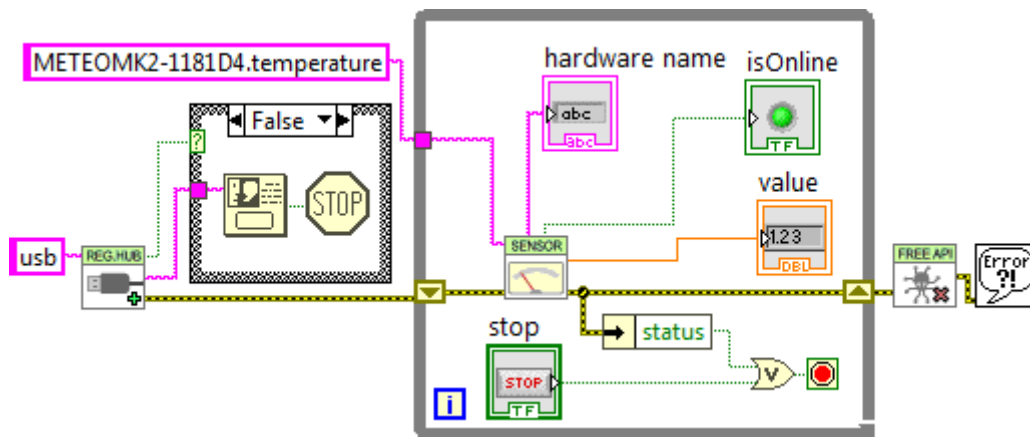 METEOMK2-1181D4.temperature
hardware name
isOnline
abc
abc
TF
False
?
STOP
value
1.23
DBL
usb
REG.HUB
SENSOR
FREE API
Error
?!
stop
status
STOP
TF
V
i